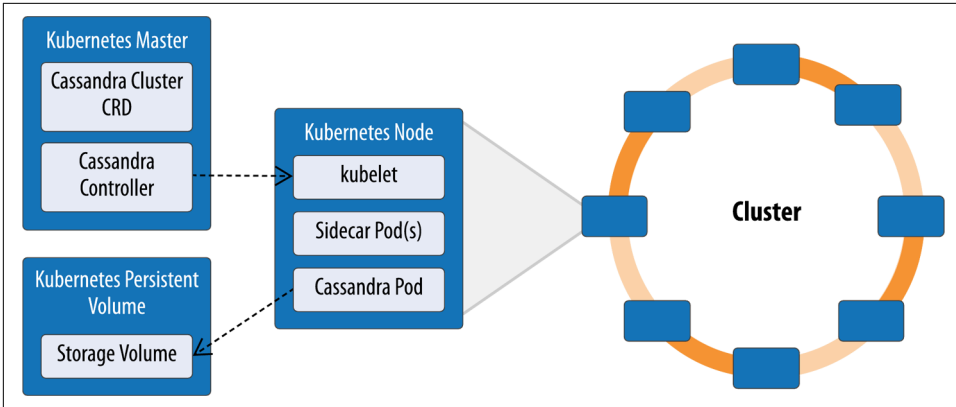 Kubernetes Master
Cassandra Cluster
CRD
Cassandra
Controller
Kubernetes Persistent
Volume
Storage Volume
Kubernetes Node
kubelet
Sidecar Pod(s)
Cassandra Pod
Cluster